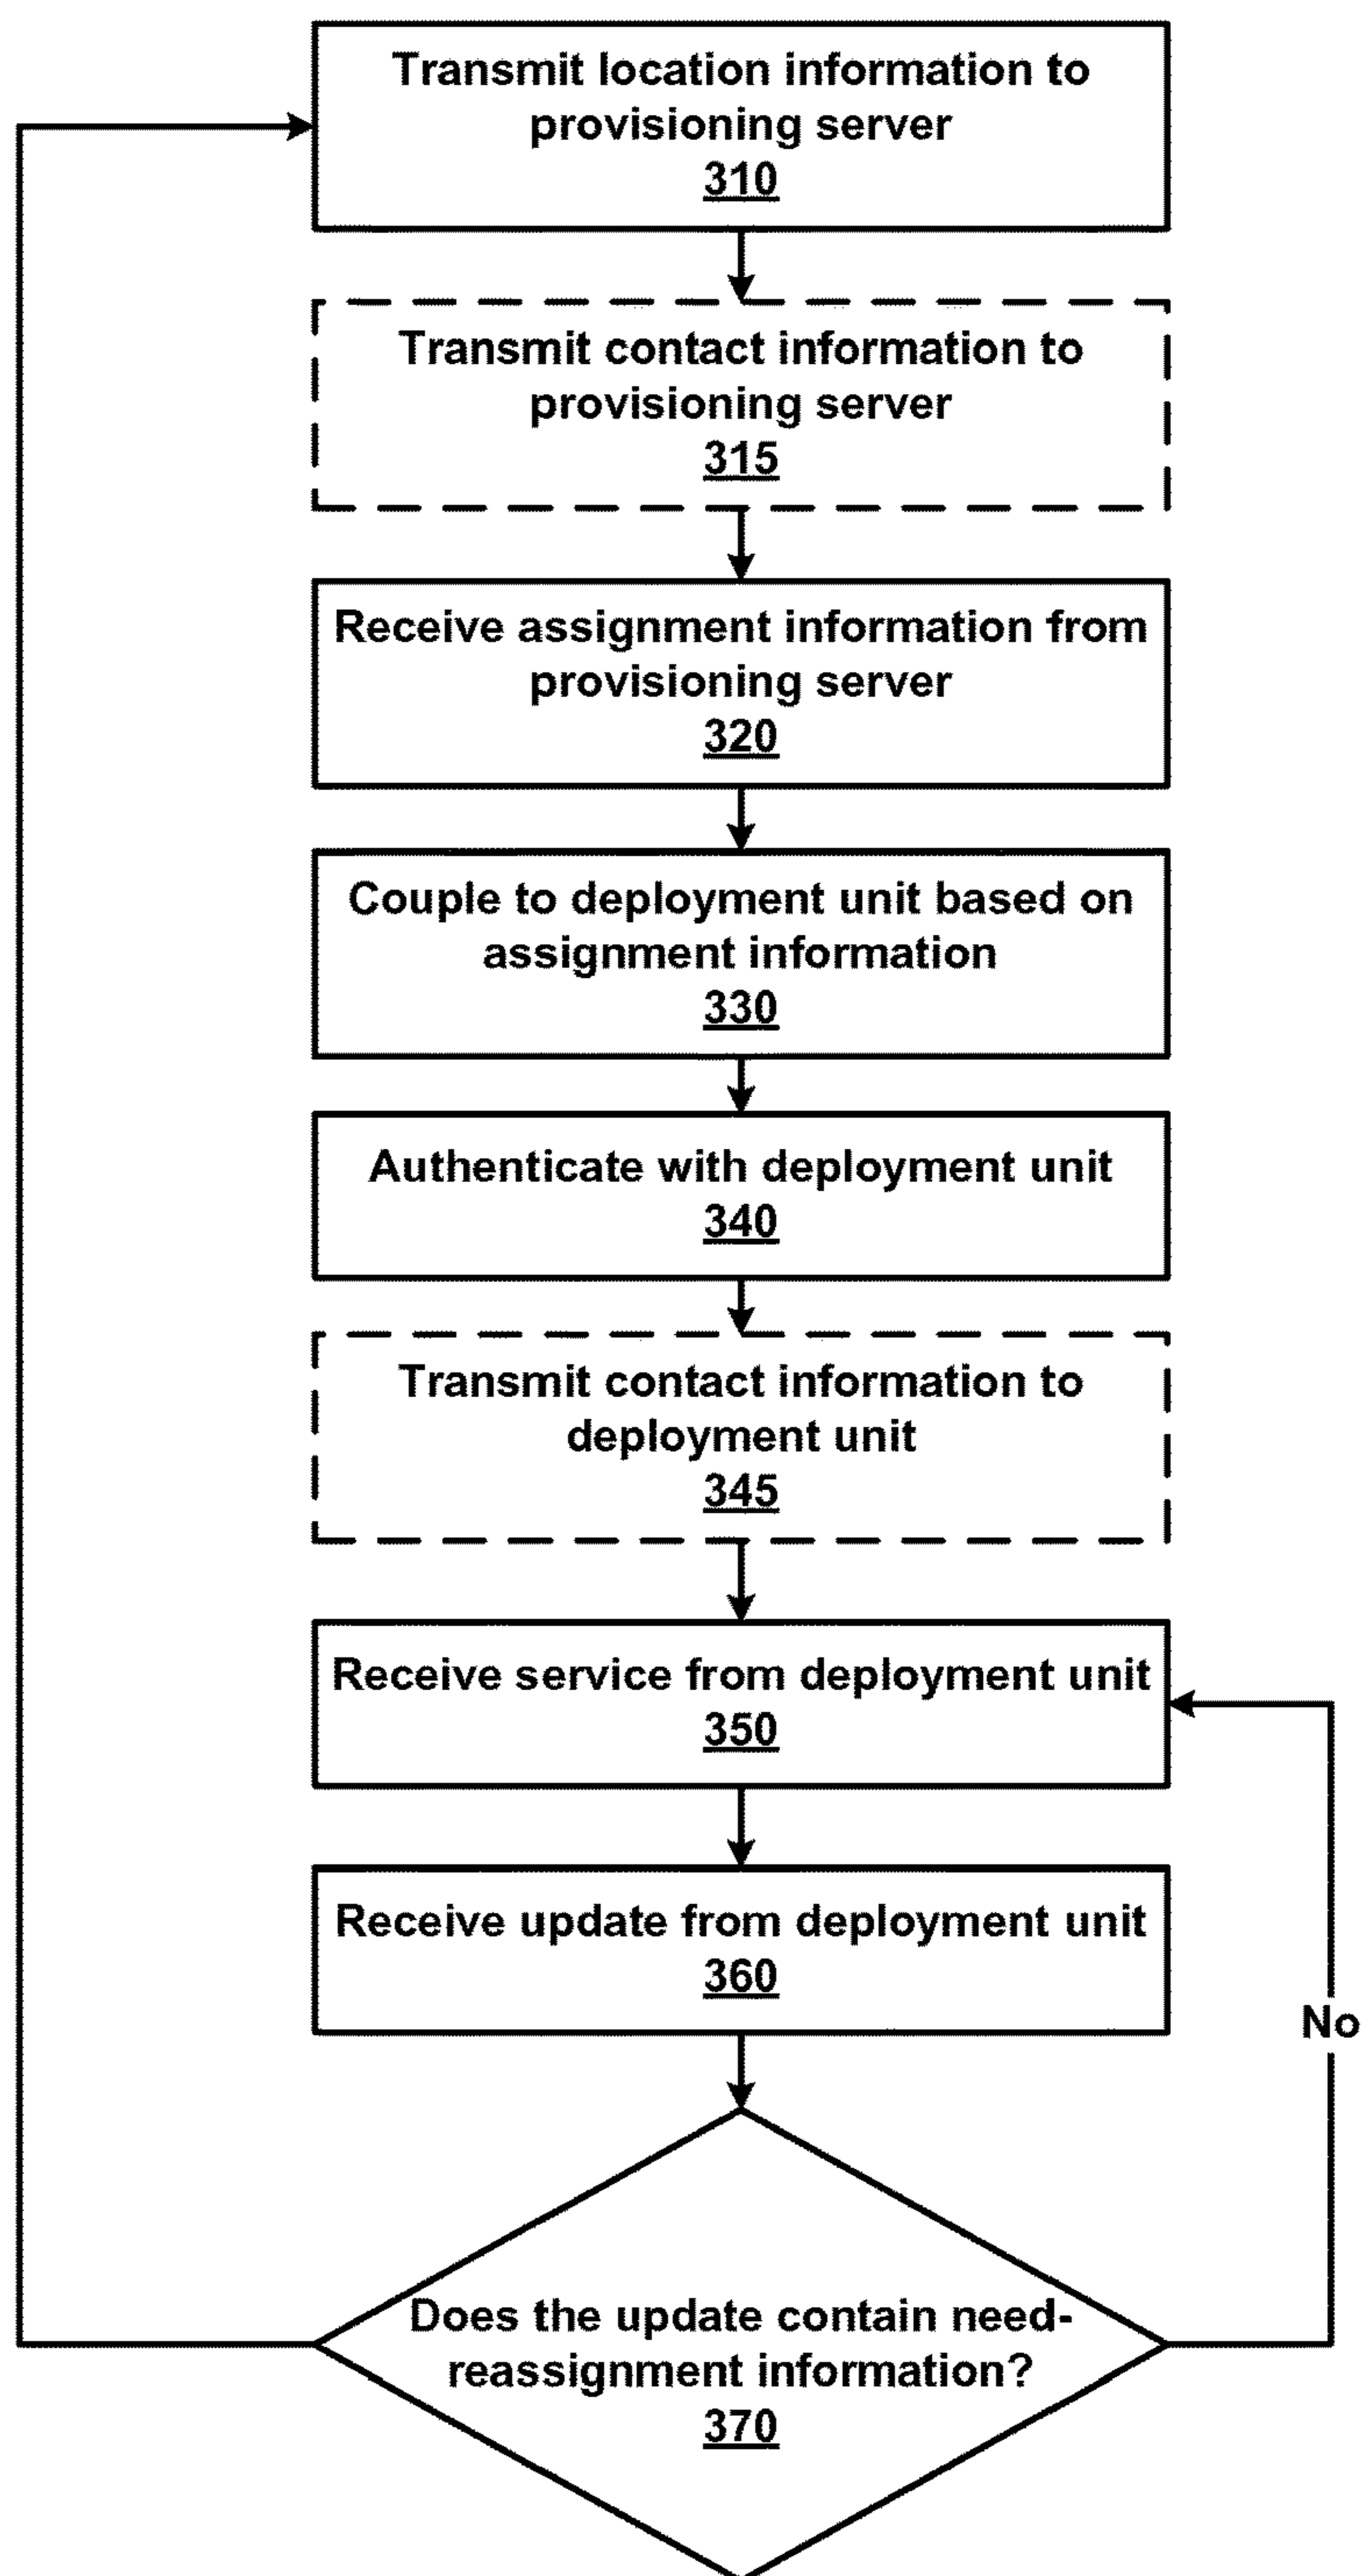 Transmit location information to
provisioning server
310
Transmit contact information to
provisioning server
315
Receive assignment information from
provisioning server
320
Couple to deployment unit based on
assignment information
330
Authenticate with deployment unit
340
Transmit contact information to
deployment unit
345
Receive service from deployment unit
350
Receive update from deployment unit
360
No
Does the update contain need-
reassignment information?
370